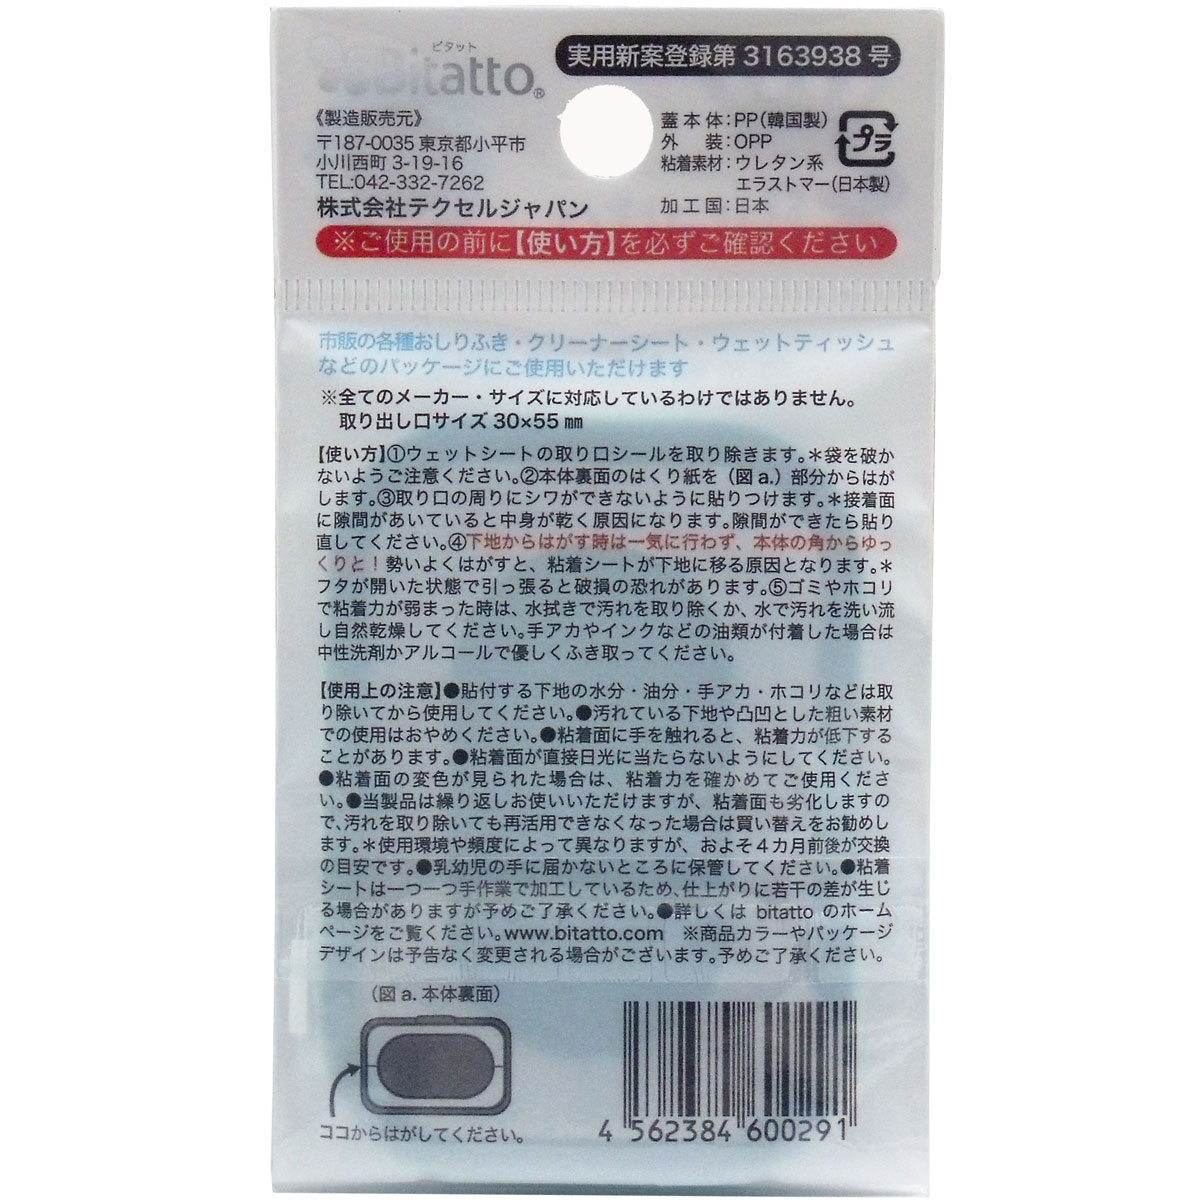 ビタット
Bitatto®
実用新案登録第 3163938 号
《製造販売元》
〒187-0035 東京都小平市
小川西町 3-19-16
TEL:042-332-7262
株式会社テクセルジャパン
蓋 本 体：PP（韓国製）
外　　装：OPP
粘着素材：ウレタン系
エラストマー（日本製）
加 工 国：日本
プラ
※ご使用の前に【使い方】を必ずご確認ください
市販の各種おしりふき・クリーナーシート・ウェットティッシュ
などのパッケージにご使用いただけます
※全てのメーカー・サイズに対応しているわけではありません。
取り出し口サイズ 30×55 ㎜
【使い方】①ウェットシートの取り口シールを取り除きます。＊袋を破か
ないようご注意ください。②本体裏面のはくり紙を（図 a.）部分からはが
します。③取り口の周りにシワができないように貼りつけます。＊接着面
に隙間があいていると中身が乾く原因になります。隙間ができたら貼り
直してください。④下地からはがす時は一気に行わず、本体の角からゆっ
くりと！勢いよくはがすと、粘着シートが下地に移る原因となります。＊
フタが開いた状態で引っ張ると破損の恐れがあります。⑤ゴミやホコリ
で粘着力が弱まった時は、水拭きで汚れを取り除くか、水で汚れを洗い流
し自然乾燥してください。手アカやインクなどの油類が付着した場合は
中性洗剤かアルコールで優しくふき取ってください。
【使用上の注意】●貼付する下地の水分・油分・手アカ・ホコリなどは取
り除いてから使用してください。●汚れている下地や凸凹とした粗い素材
での使用はおやめください。●粘着面に手を触れると、粘着力が低下する
ことがあります。●粘着面が直接日光に当たらないようにしてください。
●粘着面の変色が見られた場合は、粘着力を確かめてご使用くださ
い。●当製品は繰り返しお使いいただけますが、粘着面も劣化しますの
で、汚れを取り除いても再活用できなくなった場合は買い替えをお勧めし
ます。＊使用環境や頻度によって異なりますが、およそ４カ月前後が交換
の目安です。●乳幼児の手に届かないところに保管してください。●粘着
シートは一つ一つ手作業で加工しているため、仕上がりに若干の差が生じ
る場合がありますが予めご了承ください。●詳しくは bitatto のホーム
ページをご覧ください。www.bitatto.com　※商品カラーやパッケージ
デザインは予告なく変更される場合がございます。予めご了承ください。
（図 a. 本体裏面）
ココからはがしてください。
4 562384 600291